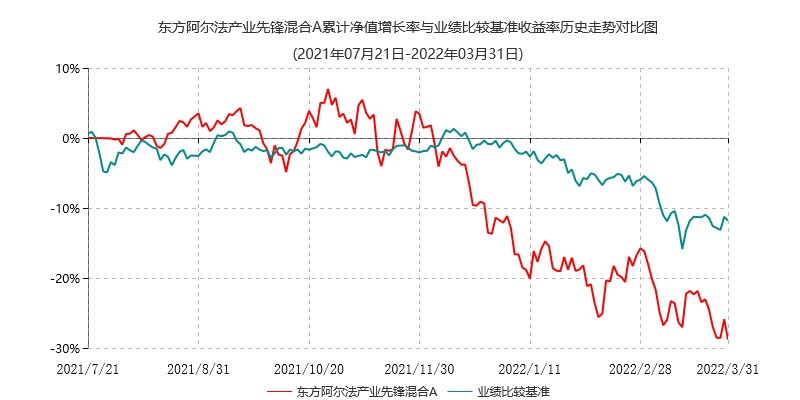 东方阿尔法产业先锋混合A累计净值增长率与业绩比较基准收益率历史走势对比图
(2021年07月21日-2022年03月31日)
10%
0%
-10%
-20%
-30%
2021/7/21 2021/8/31 2021/10/20 2021/11/30 2022/1/11 2022/2/28 2022/3/31
东方阿尔法产业先锋混合A 业绩比较基准